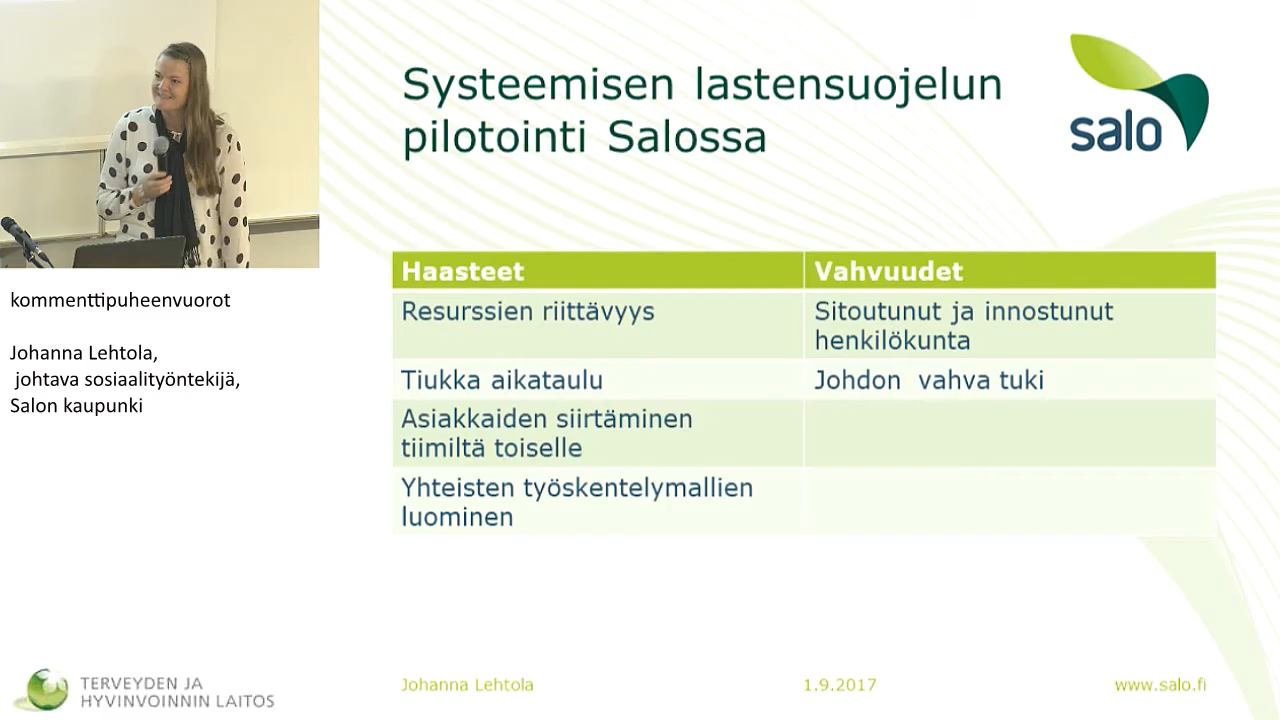 Systeemisen lastensuojelun
pilotointi Salossa
salo
kommenttipuheenvuorot
Johanna Lehtola,
johtava sosiaalityöntekijä,
Salon kaupunki
Haasteet
Vahvuudet
Resurssien riittävyys
Sitoutunut ja innostunut
henkilökunta
Tiukka aikataulu
Johdon vahva tuki
Asiakkaiden siirtäminen
tiimiltä toiselle
Yhteisten työskentelymallien
luominen
TERVEYDEN JA
HYVINVOINNIN LAITOS
Johanna Lehtola
1.9.2017
www.salo.fi